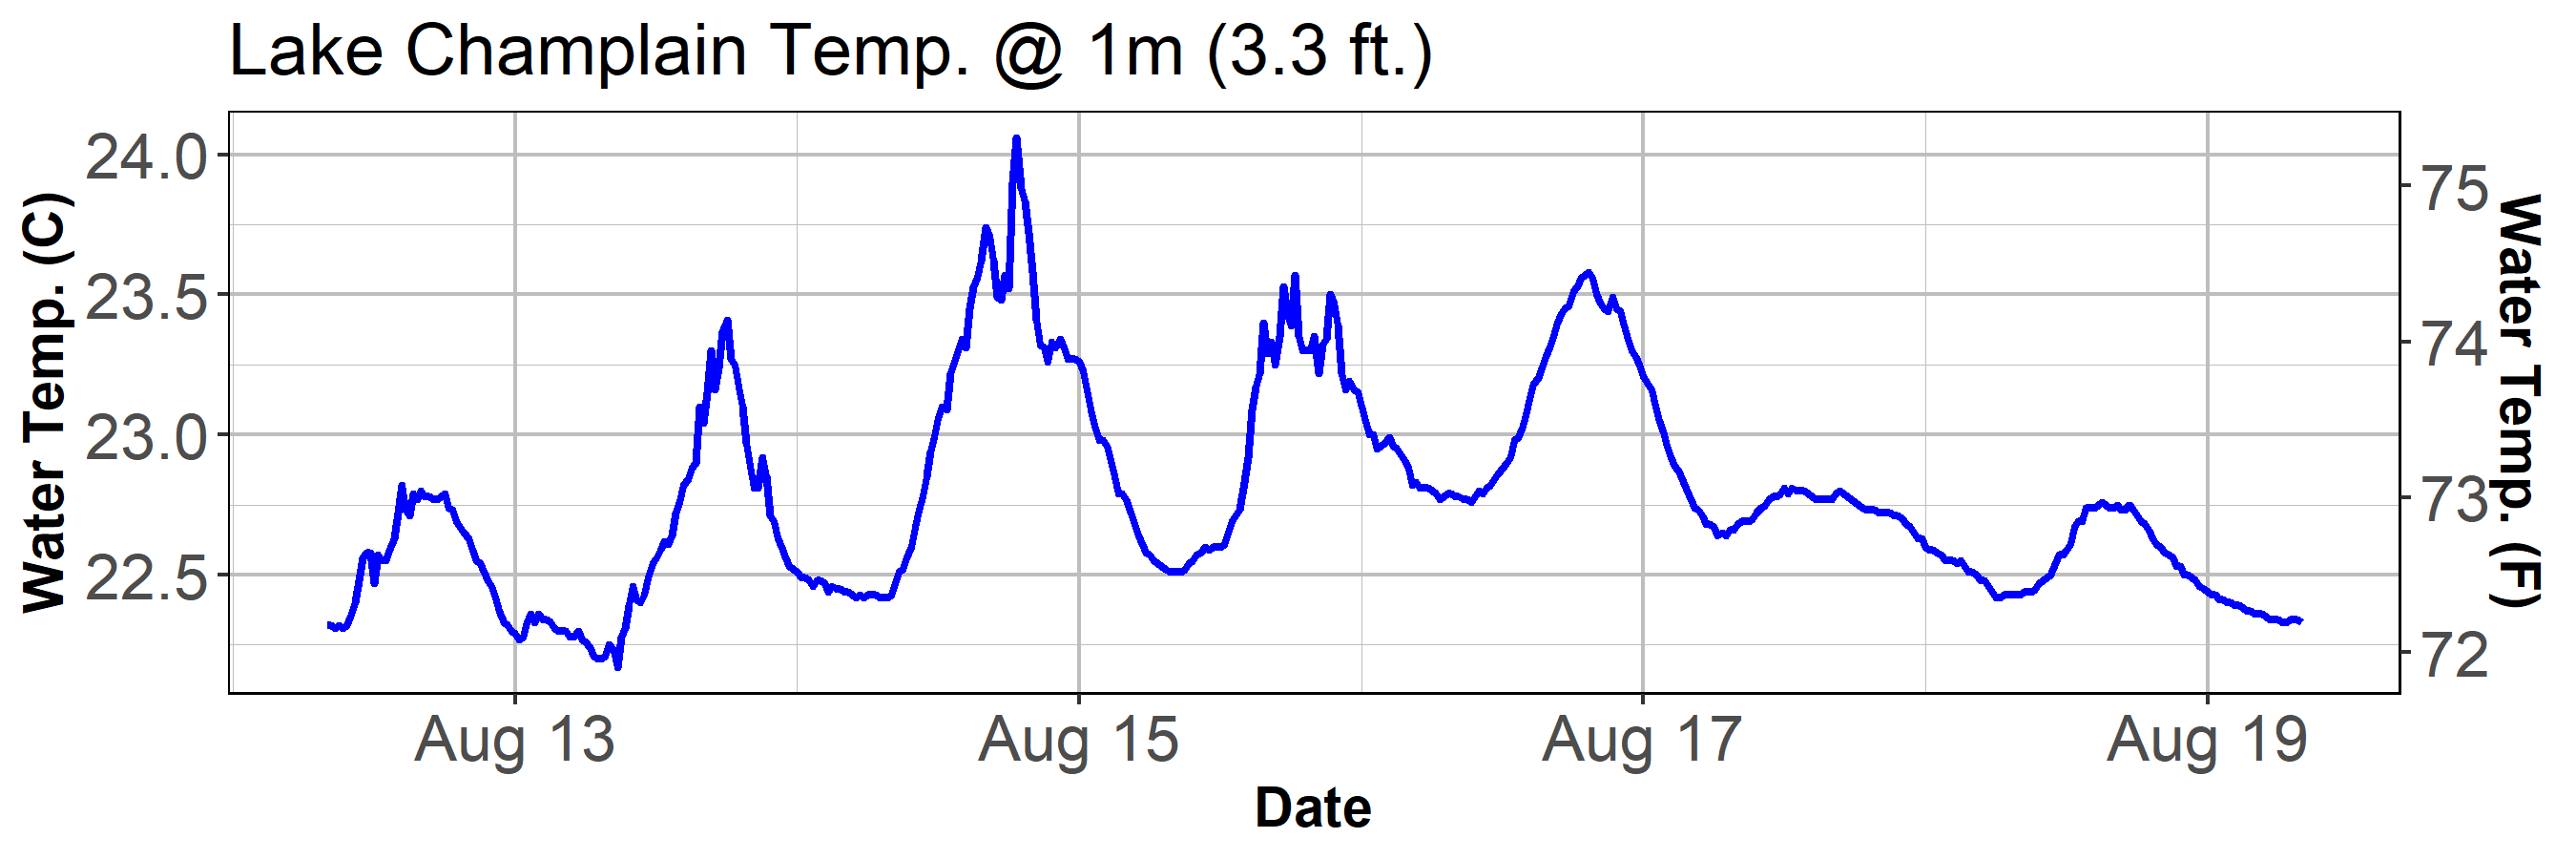 Lake Champlain Temp. @ 1m (3.3 ft.)
Water Temp. (C)
24.0
23.5
23.0
22.5
75
74
73
72
Water Temp. (F)
Aug 13 Aug 15 Aug 17 Aug 19
Date